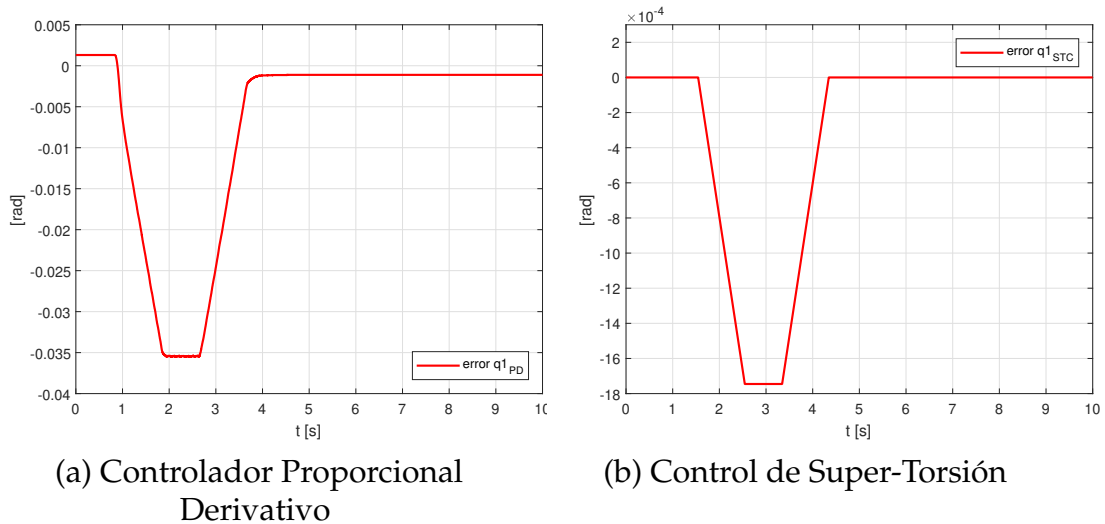 0.005
0
-0.005
-0.01
-0.015
-0.02
-0.025
-0.03
-0.035
-0.04
[rad]
0 1 2 3 4 5 6 7 8 9 10
t [s]
error q1PD
×10-4
2
0
-2
-4
-6
-8
-10
-12
-14
-16
-18
[rad]
0 1 2 3 4 5 6 7 8 9 10
t [s]
error q1STC
(a) Controlador Proporcional
Derivativo
(b) Control de Super-Torsión